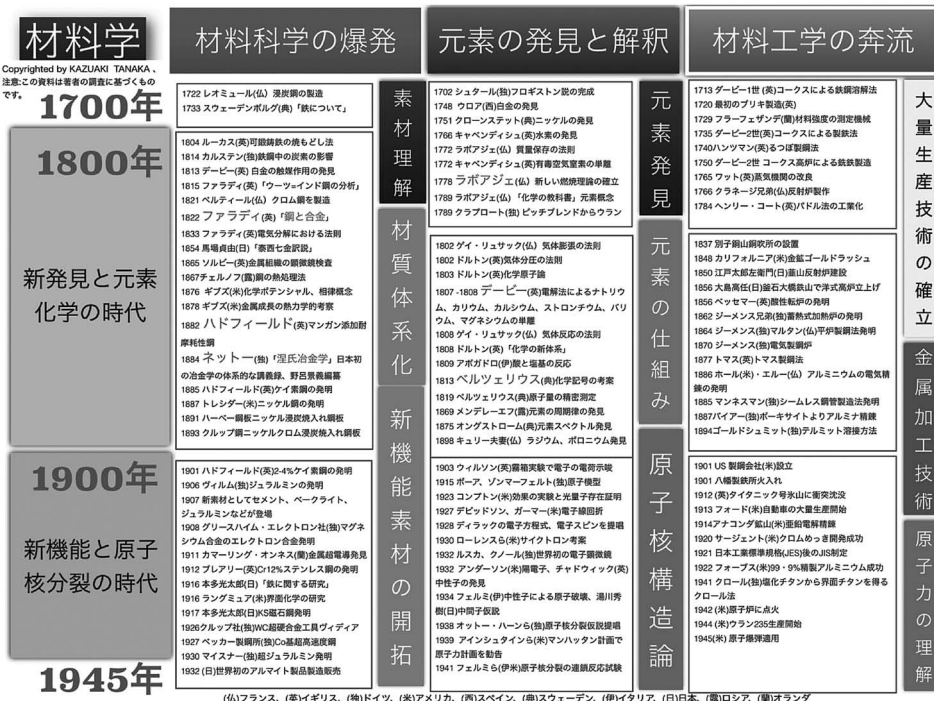 材料学
Copyrighted by KAZUAKI TANAKA、
注意:この資料は著者の調査に基づくもの
です。
1700年
1800年
新発見と元素
化学の時代
1900年
新機能と原子
核分裂の時代
1945年
材料科学の爆発
1722 レオミュール(仏) 浸炭鋼の製造
1733 スウェーデンボルグ(典)「鉄について」
1804 ルーカス(英)可鍛鋳鉄の焼もどし法
1814 カルステン(独)鉄鋼中の炭素の影響
1813 デービー(英) 白金の触媒作用の発見
1815 ファラディ(英)「ウーツ=インド鋼の分析」
1821 ベルティール(仏) クロム鋼を製造
1822 ファラディ(英)「鋼と合金」
1833 ファラディ(英)電気分解における法則
1854 馬場貞由(日)「泰西七金訳説」
1865 ソルビー(英)金属組織の顕微鏡検査
1867チェルノフ(露)鋼の熱処理法
1876 ギブズ(米)化学ポテンシャル、相律概念
1878 ギブズ(米)金属成長の熱力学的考察
1882 ハドフィールド(英)マンガン添加耐
摩耗性鋼
1884 ネットー(独)「涅氏冶金学」日本初
の冶金学の体系的な講義録、野呂景義編纂
1885 ハドフィールド(英)ケイ素鋼の発明
1887 トレシダー(米)ニッケル鋼の発明
1891 ハーベー鋼板ニッケル浸炭焼入れ鋼板
1893 クルップ鋼ニッケルクロム浸炭焼入れ鋼板
1901 ハドフィールド(英)2-4%ケイ素鋼の発明
1906 ヴィルム(独)ジュラルミンの発明
1907 新素材としてセメント、ベークライト、
ジュラルミンなどが登場
1908 グリースハイム・エレクトロン社(独)マグネ
シウム合金のエレクトロン合金発明
1911 カマーリング・オンネス(蘭)金属超電導発見
1912 ブレアリー(英)Cr12%ステンレス鋼の発明
1916 本多光太郎(日)「鉄に関する研究」
1916 ラングミュア(米)界面化学の研究
1917 本多光太郎(日)KS磁石鋼発明
1926クルップ社(独)WC超硬合金工具ヴィディア
1927 ベッカー製鋼所(独)Co基超高速度鋼
1930 マイスナー(独)超ジュラルミン発明
1932 (日)世界初のアルマイト製品製造販売
素材理解
材質体系化
新機能素材の開拓
元素の発見と解釈
1702 シュタール(独)フロギストン説の完成
1748 ウロア(西)白金の発見
1751 クローンステット(典)ニッケルの発見
1766 キャベンディシュ(英)水素の発見
1772 ラボアジェ(仏) 質量保存の法則
1772 キャベンディシュ(英)有毒空気窒素の単離
1778 ラボアジェ(仏) 新しい燃焼理論の確立
1789 ラボアジェ(仏) 「化学の教科書」元素概念
1789 クラプロート(独) ピッチブレンドからウラン
1802 ゲイ・リュサック(仏) 気体膨張の法則
1802 ドルトン(英)気体分圧の法則
1803 ドルトン(英)化学原子論
1807 -1808 デービー(英)電解法によるナトリウ
ム、カリウム、カルシウム、ストロンチウム、バリ
ウム、マグネシウムの単離
1808 ゲイ・リュサック(仏) 気体反応の法則
1808 ドルトン(英)「化学の新体系」
1809 アボガドロ(伊)酸と塩基の反応
1813 ベルツェリウス(典)化学記号の考案
1819 ベルツェリウス(典)原子量の精密測定
1869 メンデレーエフ(露)元素の周期律の発見
1875 オングストローム(典)元素スペクトル発見
1898 キュリー夫妻(仏) ラジウム、ポロニウム発見
1903 ウィルソン(英)霧箱実験で電子の電荷示唆
1915 ボーア、ゾンマーフェルト(独)原子模型
1923 コンプトン(米)効果の実験と光量子存在証明
1927 デビッドソン、ガーマー(米)電子線回折
1928 ディラックの電子方程式、電子スピンを提唱
1930 ローレンスら(米)サイクトロン考案
1932 ルスカ、クノール(独)世界初の電子顕微鏡
1932 アンダーソン(米)陽電子、チャドウィック(英)
中性子の発見
1934 フェルミ(伊)中性子による原子破壊、湯川秀
樹(日)中間子仮説
1938 オットー・ハーンら(独)原子核分裂仮説提唱
1939 アインシュタインら(米)マンハッタン計画で
原子力計画を勧告
1941 フェルミら(伊米)原子核分裂の連鎖反応試験
元素発見
元素の仕組み
原子核構造論
材料工学の奔流
1713 ダービー1世 (英)コークスによる鉄鋼溶解法
1720 最初のブリキ製造(英)
1729 フラーフェザンデ(蘭)材料強度の測定機械
1735 ダービー2世(英)コークスによる製鉄法
1740ハンツマン(英)るつぼ製鋼法
1750 ダービー2世 コークス高炉による銑鉄製造
1765 ワット(英)蒸気機関の改良
1766 クラネージ兄弟(仏)反射炉製作
1784 ヘンリー・コート(英)パドル法の工業化
1837 別子銅山銅吹所の設置
1848 カリフォルニア(米)金鉱ゴールドラッシュ
1850 江戸太郎左衛門(日)韮山反射炉建設
1856 大島高任(日)釜石大橋鉄山で洋式高炉立上げ
1856 ベッセマー(英)酸性転炉の発明
1862 ジーメンス兄弟(独)蓄熱式加熱炉の発明
1864 ジーメンス(独)マルタン(仏)平炉製鋼法発明
1870 ジーメンス(独)電気製鋼炉
1877 トマス(英)トマス製鋼法
1886 ホール(米)・エルー(仏) アルミニウムの電気精
錬の発明
1885 マンネスマン(独)シームレス鋼管製造法発明
1887バイアー(独)ボーキサイトよりアルミナ精錬
1894ゴールドシュミット(独)テルミット溶接方法
1901 US 製鋼会社(米)設立
1901 八幡製鉄所火入れ
1912 (英)タイタニック号氷山に衝突沈没
1913 フォード(米)自動車の大量生産開始
1914アナコンダ鉱山(米)亜鉛電解精錬
1920 サージェント(米)クロムめっき開発成功
1921 日本工業標準規格(JES)後のJIS制定
1922 フォーブス(米)99・9%精製アルミニウム成功
1941 クロール(独)塩化チタンから界面チタンを得る
クロール法
1942 (米)原子炉に点火
1944 (米)ウラン235生産開始
1945(米) 原子爆弾適用
大量生産技術の確立
金属加工技術
原子力の理解
(仏)フランス、(英)イギリス、(独)ドイツ、(米)アメリカ、(西)スペイン、(典)スウェーデン、(伊)イタリア、(日)日本、(露)ロシア、(蘭)オランダ